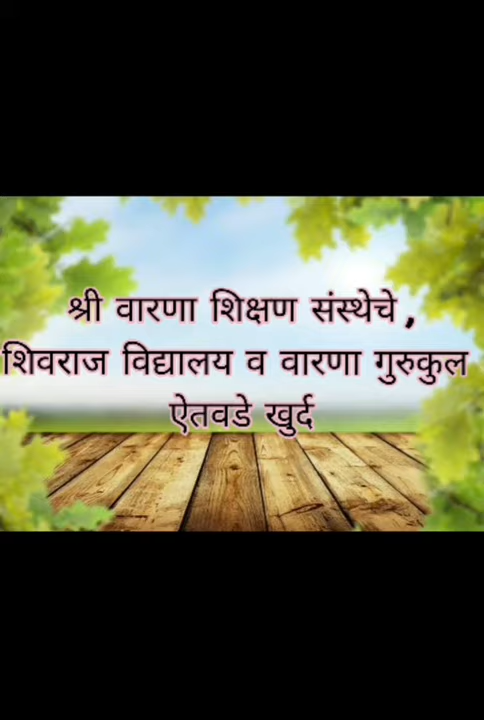 श्री वारणा शिक्षण संस्थेचे ,
शिवराज विद्यालय व वारणा गुरुकुल
ऐतवडे खुर्द